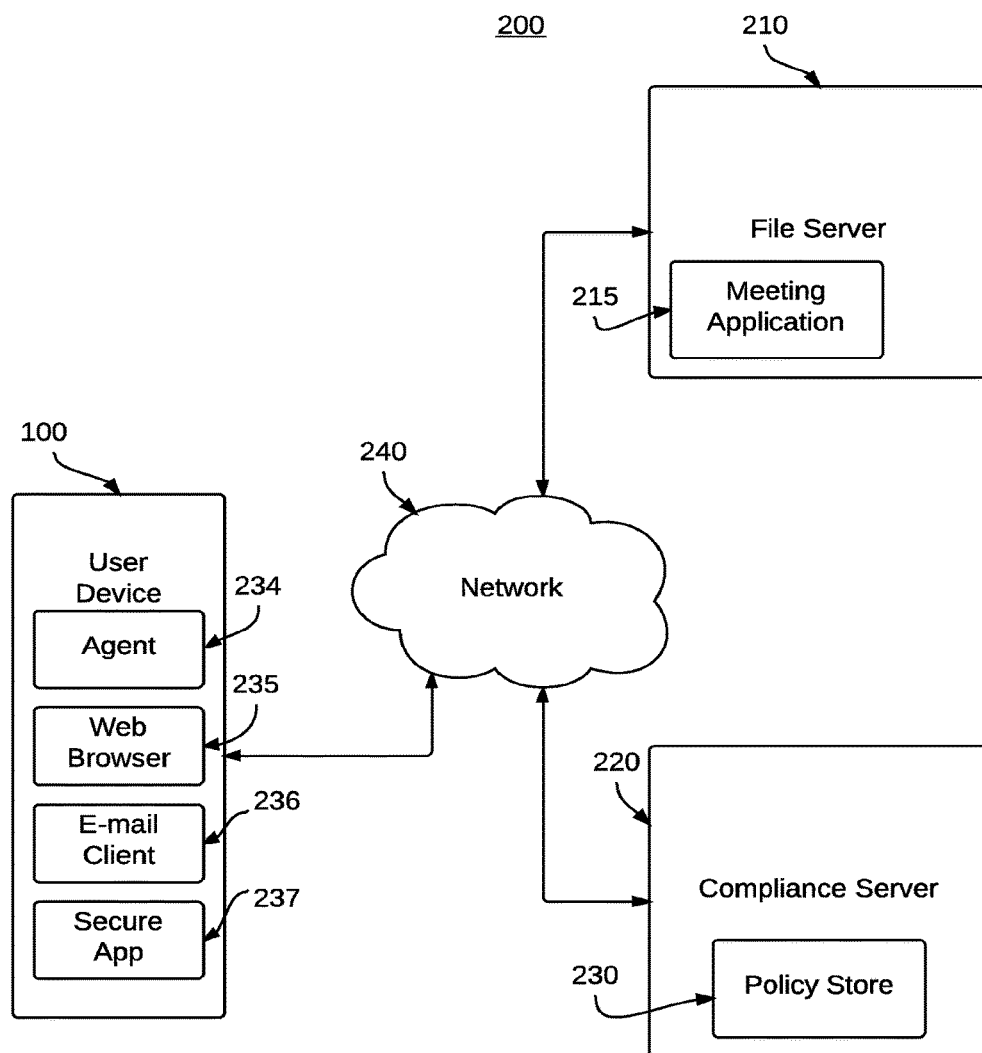 200
210
File Server
215
Meeting
Application
100
240
User
Device
234
Network
Agent
235
Web
Browser
220
236
E-mail
Client
Compliance Server
237
Secure
App
230
Policy Store